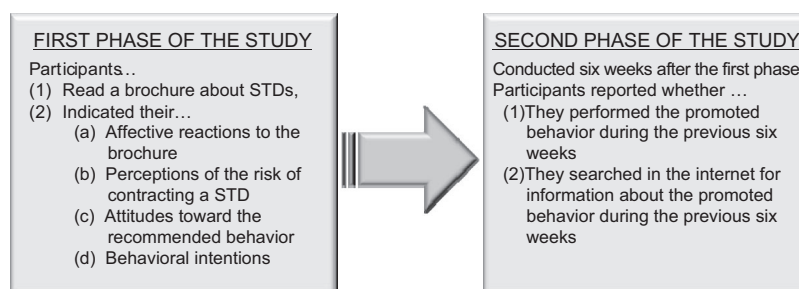 FIRST PHASE OF THE STUDY
Participants…
(1) Read a brochure about STDs,
(2) Indicated their…
(a) Affective reactions to the
brochure
(b) Perceptions of the risk of
contracting a STD
(c) Attitudes toward the
recommended behavior
(d) Behavioral intentions
SECOND PHASE OF THE STUDY
Conducted six weeks after the first phase
Participants reported whether …
(1)They performed the promoted
behavior during the previous six
weeks
(2)They searched in the internet for
information about the promoted
behavior during the previous six
weeks